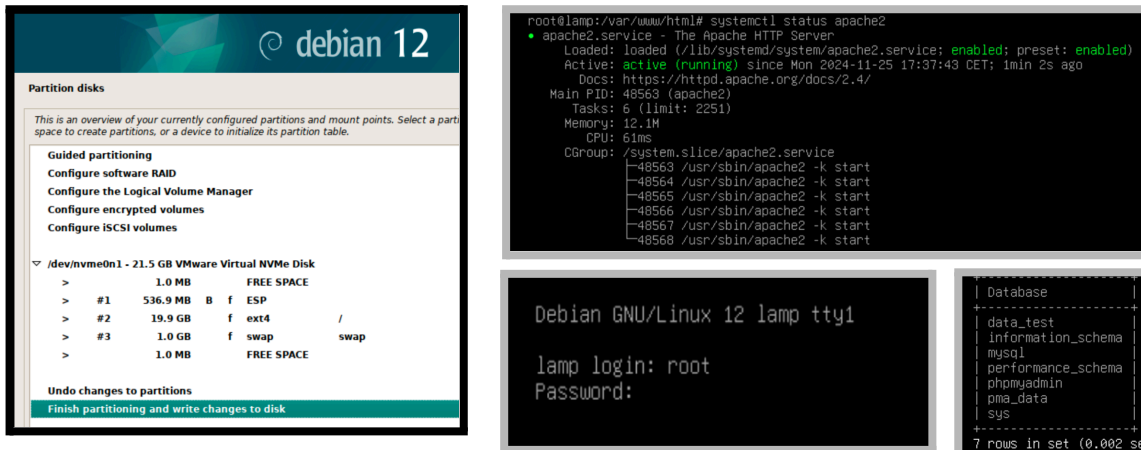 debian 12
Partition disks
This is an overview of your currently configured partitions and mount points. Select a parti
space to create partitions, or a device to initialize its partition table.
Guided partitioning
Configure software RAID
Configure the Logical Volume Manager
Configure encrypted volumes
Configure iSCSI volumes
/dev/nvme0n1 - 21.5 GB VMware Virtual NVMe Disk
> 1.0 MB FREE SPACE
> #1 536.9 MB B f ESP
> #2 19.9 GB f ext4 /
> #3 1.0 GB f swap swap
> 1.0 MB FREE SPACE
Undo changes to partitions
Finish partitioning and write changes to disk
root@lamp:/var/www/html# systemctl status apache2
● apache2.service - The Apache HTTP Server
Loaded: loaded (/lib/systemd/system/apache2.service; enabled; preset: enabled)
Active: active (running) since Mon 2024-11-25 17:37:43 CET; 1min 2s ago
Docs: https://httpd.apache.org/docs/2.4/
Main PID: 48563 (apache2)
Tasks: 6 (limit: 2251)
Memory: 12.1M
CPU: 61ms
CGroup: /system.slice/apache2.service
├─48563 /usr/sbin/apache2 -k start
├─48564 /usr/sbin/apache2 -k start
├─48565 /usr/sbin/apache2 -k start
├─48566 /usr/sbin/apache2 -k start
├─48567 /usr/sbin/apache2 -k start
└─48568 /usr/sbin/apache2 -k start
Debian GNU/Linux 12 lamp tty1
lamp login: root
Password:
+--------------------+
| Database |
+--------------------+
| data_test |
| information_schema |
| mysql |
| performance_schema |
| phpmyadmin |
| pma_data |
| sys |
+--------------------+
7 rows in set (0.002 se